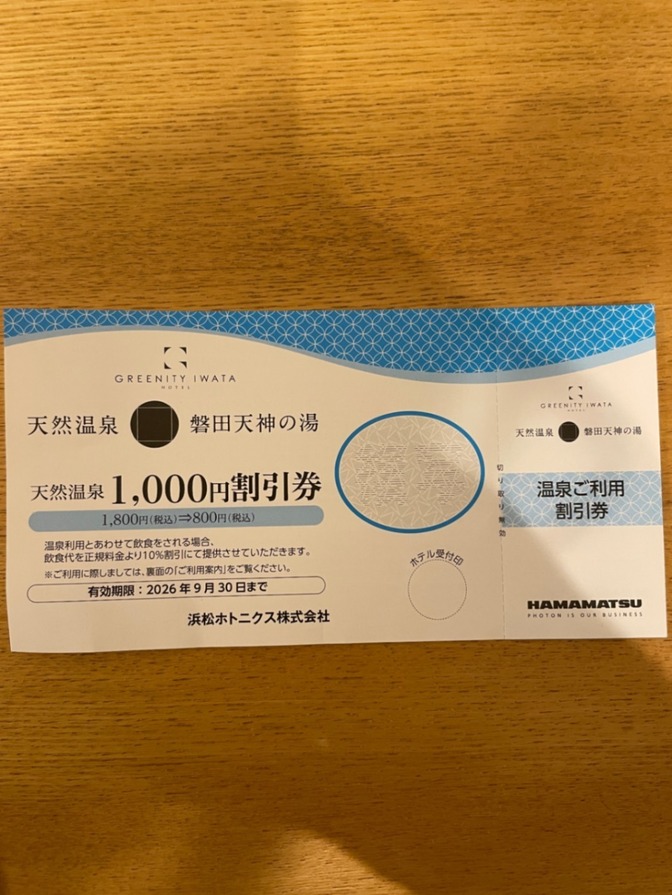 GREENITY IWATA
HOTEL
天然温泉 磐田天神の湯
天然温泉 1,000円割引券
1,800円(税込)⇒800円(税込)
温泉利用とあわせて飲食をされる場合、
飲食代を正規料金より10%割引にて提供させていただきます。
※ご利用に際しましては、裏面の「ご利用案内」をご覧ください。
有効期限：2026年9月30日まで
浜松ホトニクス株式会社
ホテル受付印
切り取り無効
GREENITY IWATA
HOTEL
天然温泉 磐田天神の湯
温泉ご利用
割引券
HAMAMATSU
PHOTON IS OUR BUSINESS